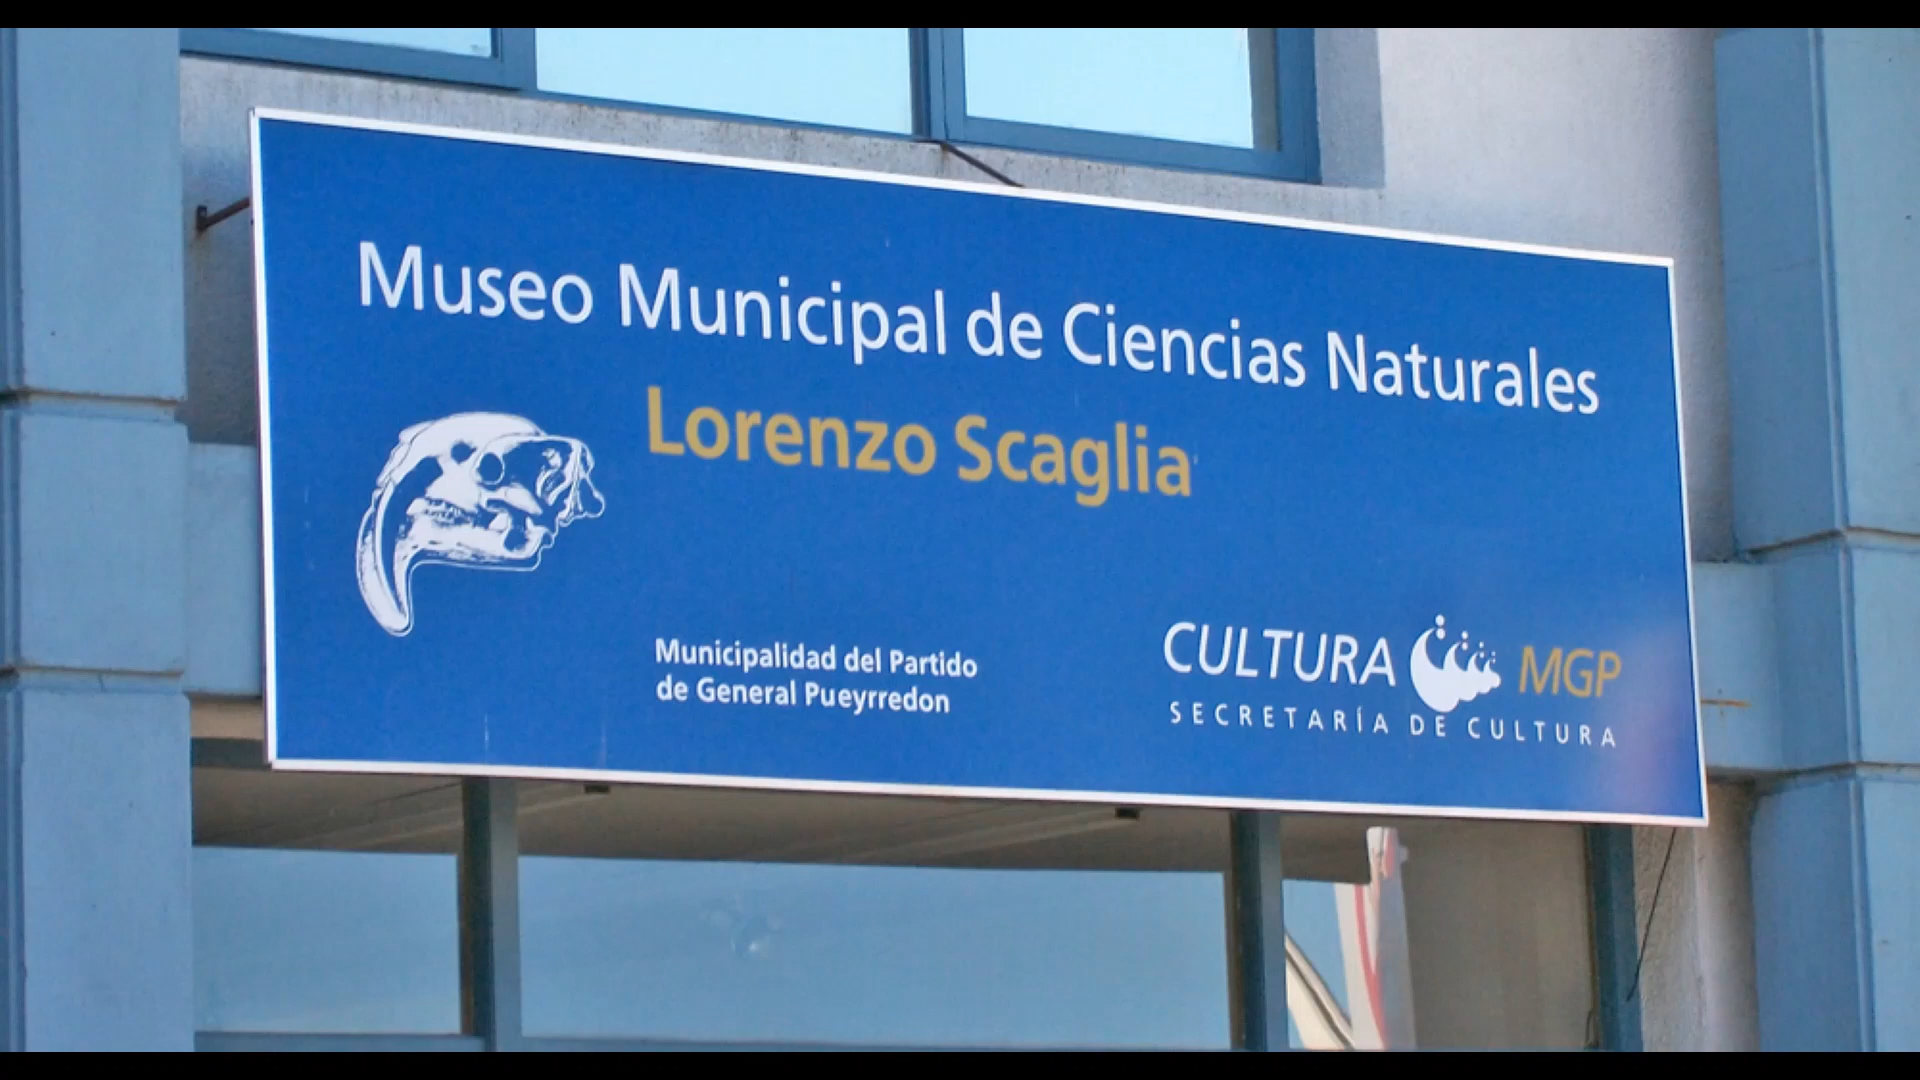 Museo Municipal de Ciencias Naturales
Lorenzo Scaglia
Municipalidad del Partido
de General Pueyrredon
CULTURA MGP
SECRETARÍA DE CULTURA